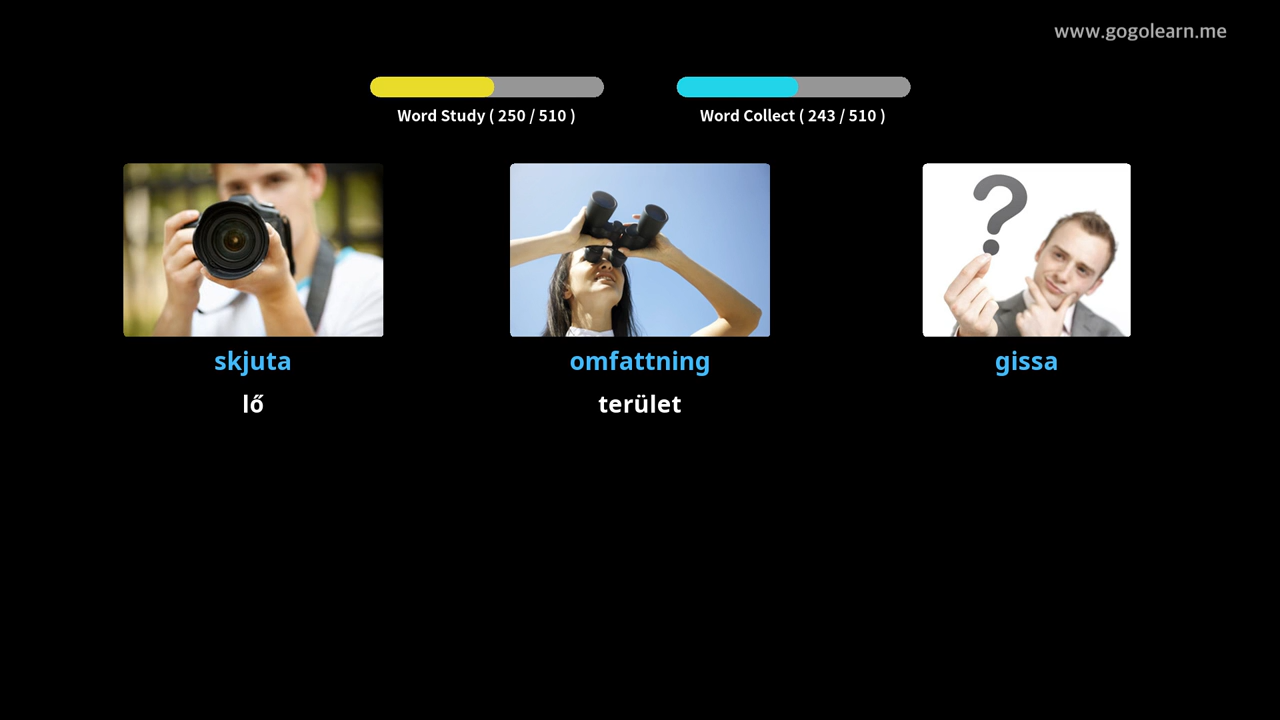 www.gogolearn.me
Word Study ( 250 / 510 )
Word Collect ( 243 / 510 )
skjuta
omfattning
gissa
lő
terület